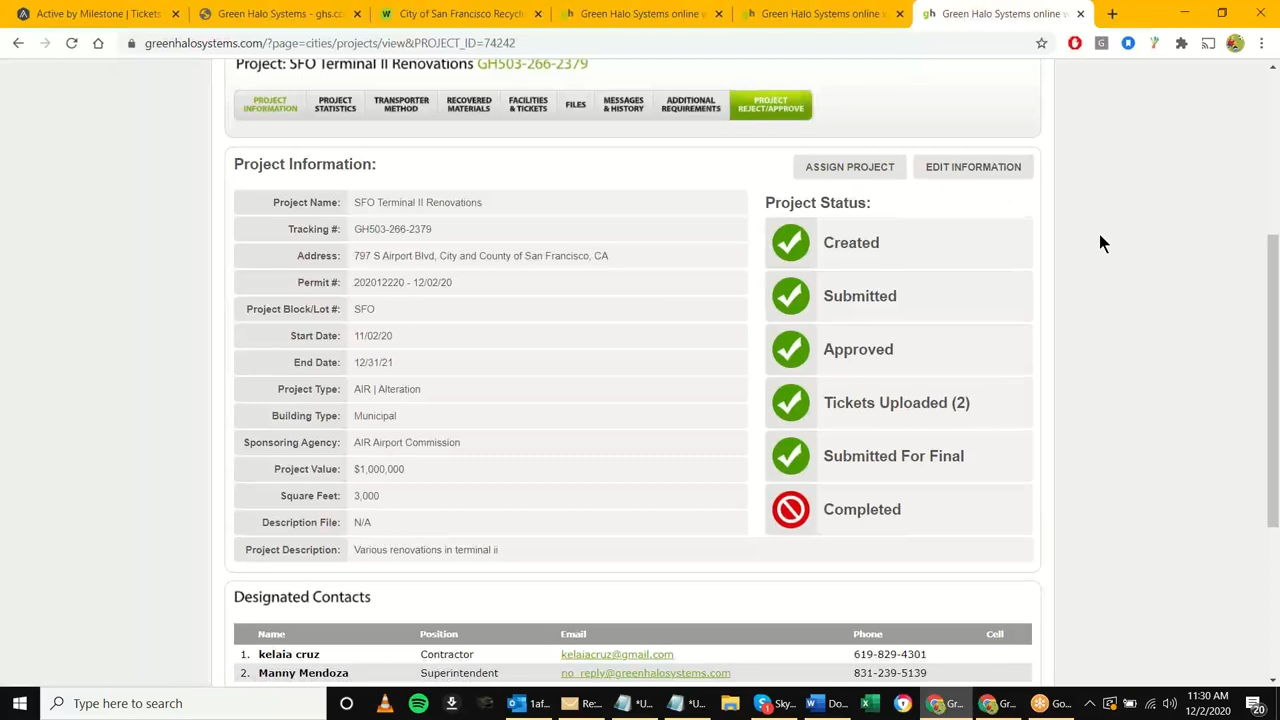 Active by Milestone | Tickets
Green Halo Systems - ghs.cc
City of San Francisco Recycl
Green Halo Systems online v
Green Halo Systems online x
Green Halo Systems online v
greenhalosystems.com/?page=cities/projects/view&PROJECT_ID=74242
Project: SFO Terminal II Renovations GH503-266-2379
PROJECT INFORMATION PROJECT STATISTICS TRANSPORTER METHOD RECOVERED MATERIALS FACILITIES & TICKETS FILES MESSAGES & HISTORY ADDITIONAL REQUIREMENTS PROJECT REJECT/APPROVE
Project Information:
ASSIGN PROJECT EDIT INFORMATION
Project Name: SFO Terminal II Renovations
Tracking #: GH503-266-2379
Address: 797 S Airport Blvd, City and County of San Francisco, CA
Permit #: 202012220 - 12/02/20
Project Block/Lot #: SFO
Start Date: 11/02/20
End Date: 12/31/21
Project Type: AIR | Alteration
Building Type: Municipal
Sponsoring Agency: AIR Airport Commission
Project Value: $1,000,000
Square Feet: 3,000
Description File: N/A
Project Description: Various renovations in terminal ii
Project Status:
Created
Submitted
Approved
Tickets Uploaded (2)
Submitted For Final
Completed
Designated Contacts
Name Position Email Phone Cell
1. kelaia cruz Contractor kelaiacruz@gmail.com 619-829-4301
2. Manny Mendoza Superintendent no_reply@greenhalosystems.com 831-239-5139
Type here to search
1af...
Re...
*U...
*U...
Sky...
Do...
Gr...
Gr...
Go...
11:30 AM
12/2/2020
20